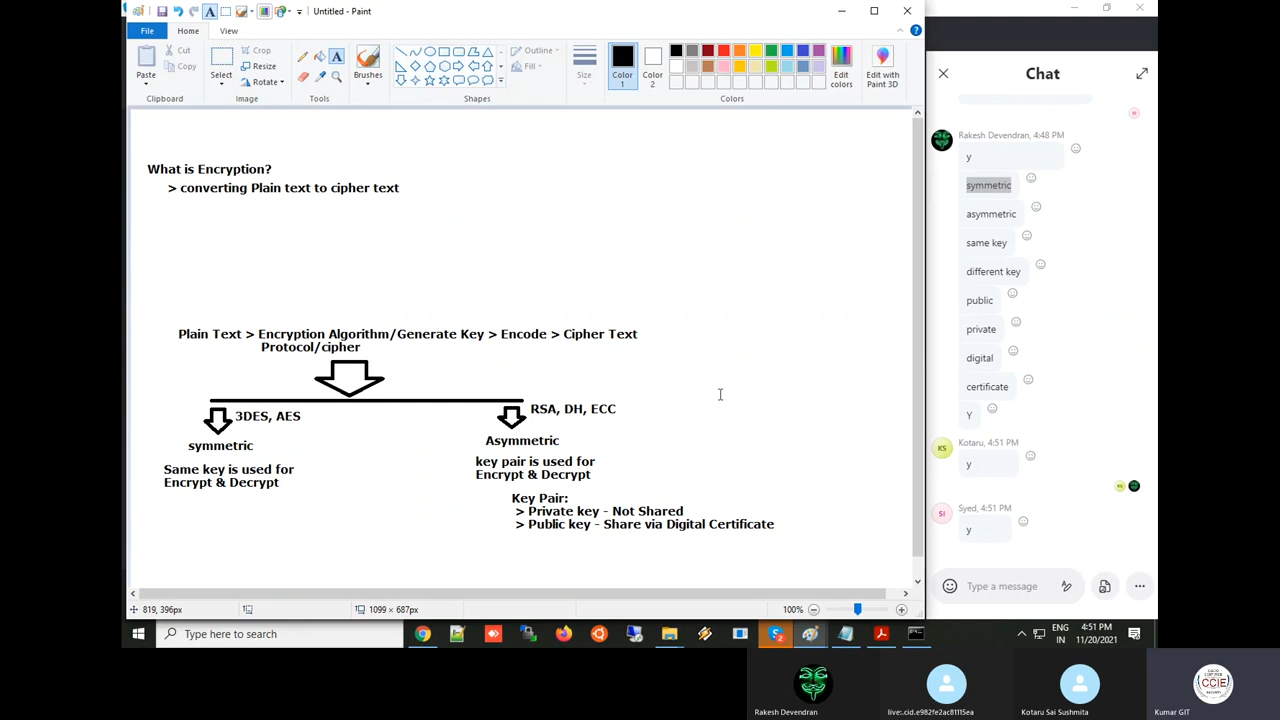 Untitled - Paint
File
Home
View
Paste
Cut
Copy
Clipboard
Select
Crop
Resize
Rotate
Image
Tools
Brushes
Outline
Fill
Shapes
Size
Color
1
Color
2
Edit
colors
Edit with
Paint 3D
Colors
What is Encryption?
> converting Plain text to cipher text
Plain Text > Encryption Algorithm/Generate Key > Encode > Cipher Text
Protocol/cipher
3DES, AES
RSA, DH, ECC
symmetric
Asymmetric
Same key is used for
Encrypt & Decrypt
key pair is used for
Encrypt & Decrypt
Key Pair:
> Private key - Not Shared
> Public key - Share via Digital Certificate
819, 396px
1099 × 687px
100%
Chat
Rakesh Devendran, 4:48 PM
y
symmetric
asymmetric
same key
different key
public
private
digital
certificate
Y
Kotaru, 4:51 PM
KS
y
KS
Syed, 4:51 PM
SI
y
Type a message
Type here to search
ENG
IN
4:51 PM
11/20/2021
Rakesh Devendran
live:.cid.e982fe2ac81115ea
Kotaru Sai Sushmita
CCIE
Kumar GIT